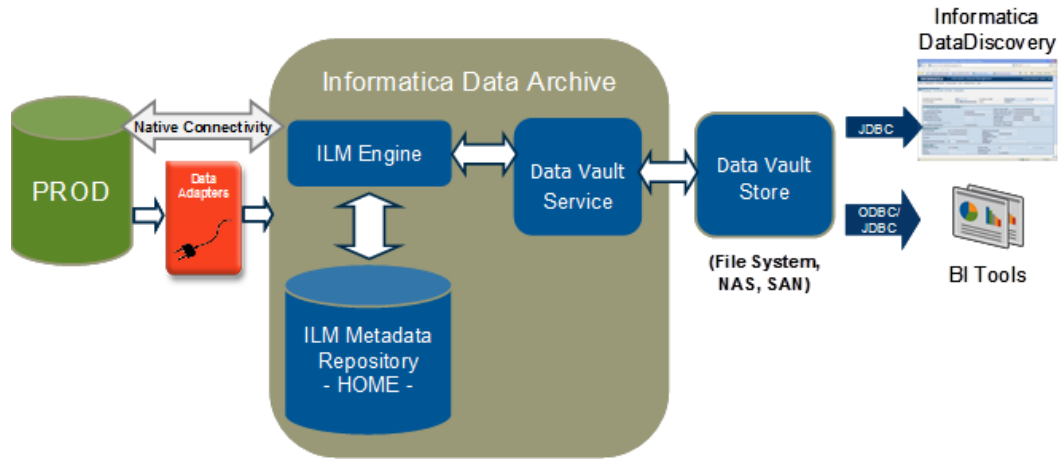 Informatica
DataDiscovery
Informatica Data Archive
PROD
Native Connectivity
Data
Adapters
ILM Engine
Data Vault
Service
Data Vault
Store
(File System,
NAS, SAN)
ILM Metadata
Repository
- HOME -
JDBC
ODBC/
JDBC
BI Tools